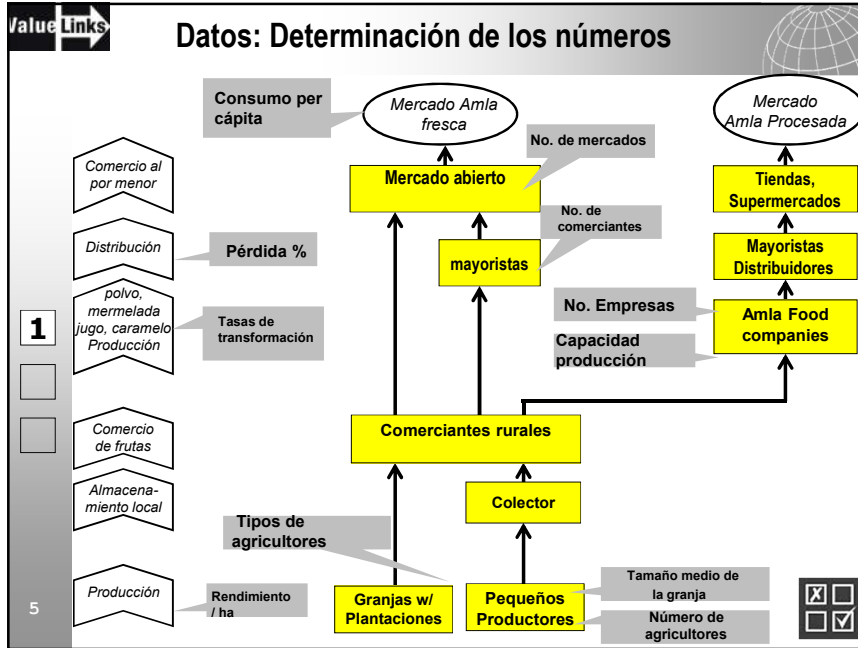 Value Links
Datos: Determinación de los números
Consumo per
cápita
Mercado Amla
fresca
Mercado
Amla Procesada
No. de mercados
Comercio al
por menor
Mercado abierto
Tiendas,
Supermercados
No. de
comerciantes
Distribución
Pérdida %
mayoristas
Mayoristas
Distribuidores
polvo,
mermelada
jugo, caramelo
Producción
1
Tasas de
transformación
No. Empresas
Amla Food
companies
Capacidad
producción
Comercio
de frutas
Comerciantes rurales
Almacena-
miento local
Colector
Tipos de
agricultores
Producción
Rendimiento
/ ha
Granjas w/
Plantaciones
Pequeños
Productores
Tamaño medio de
la granja
Número de
agricultores
5